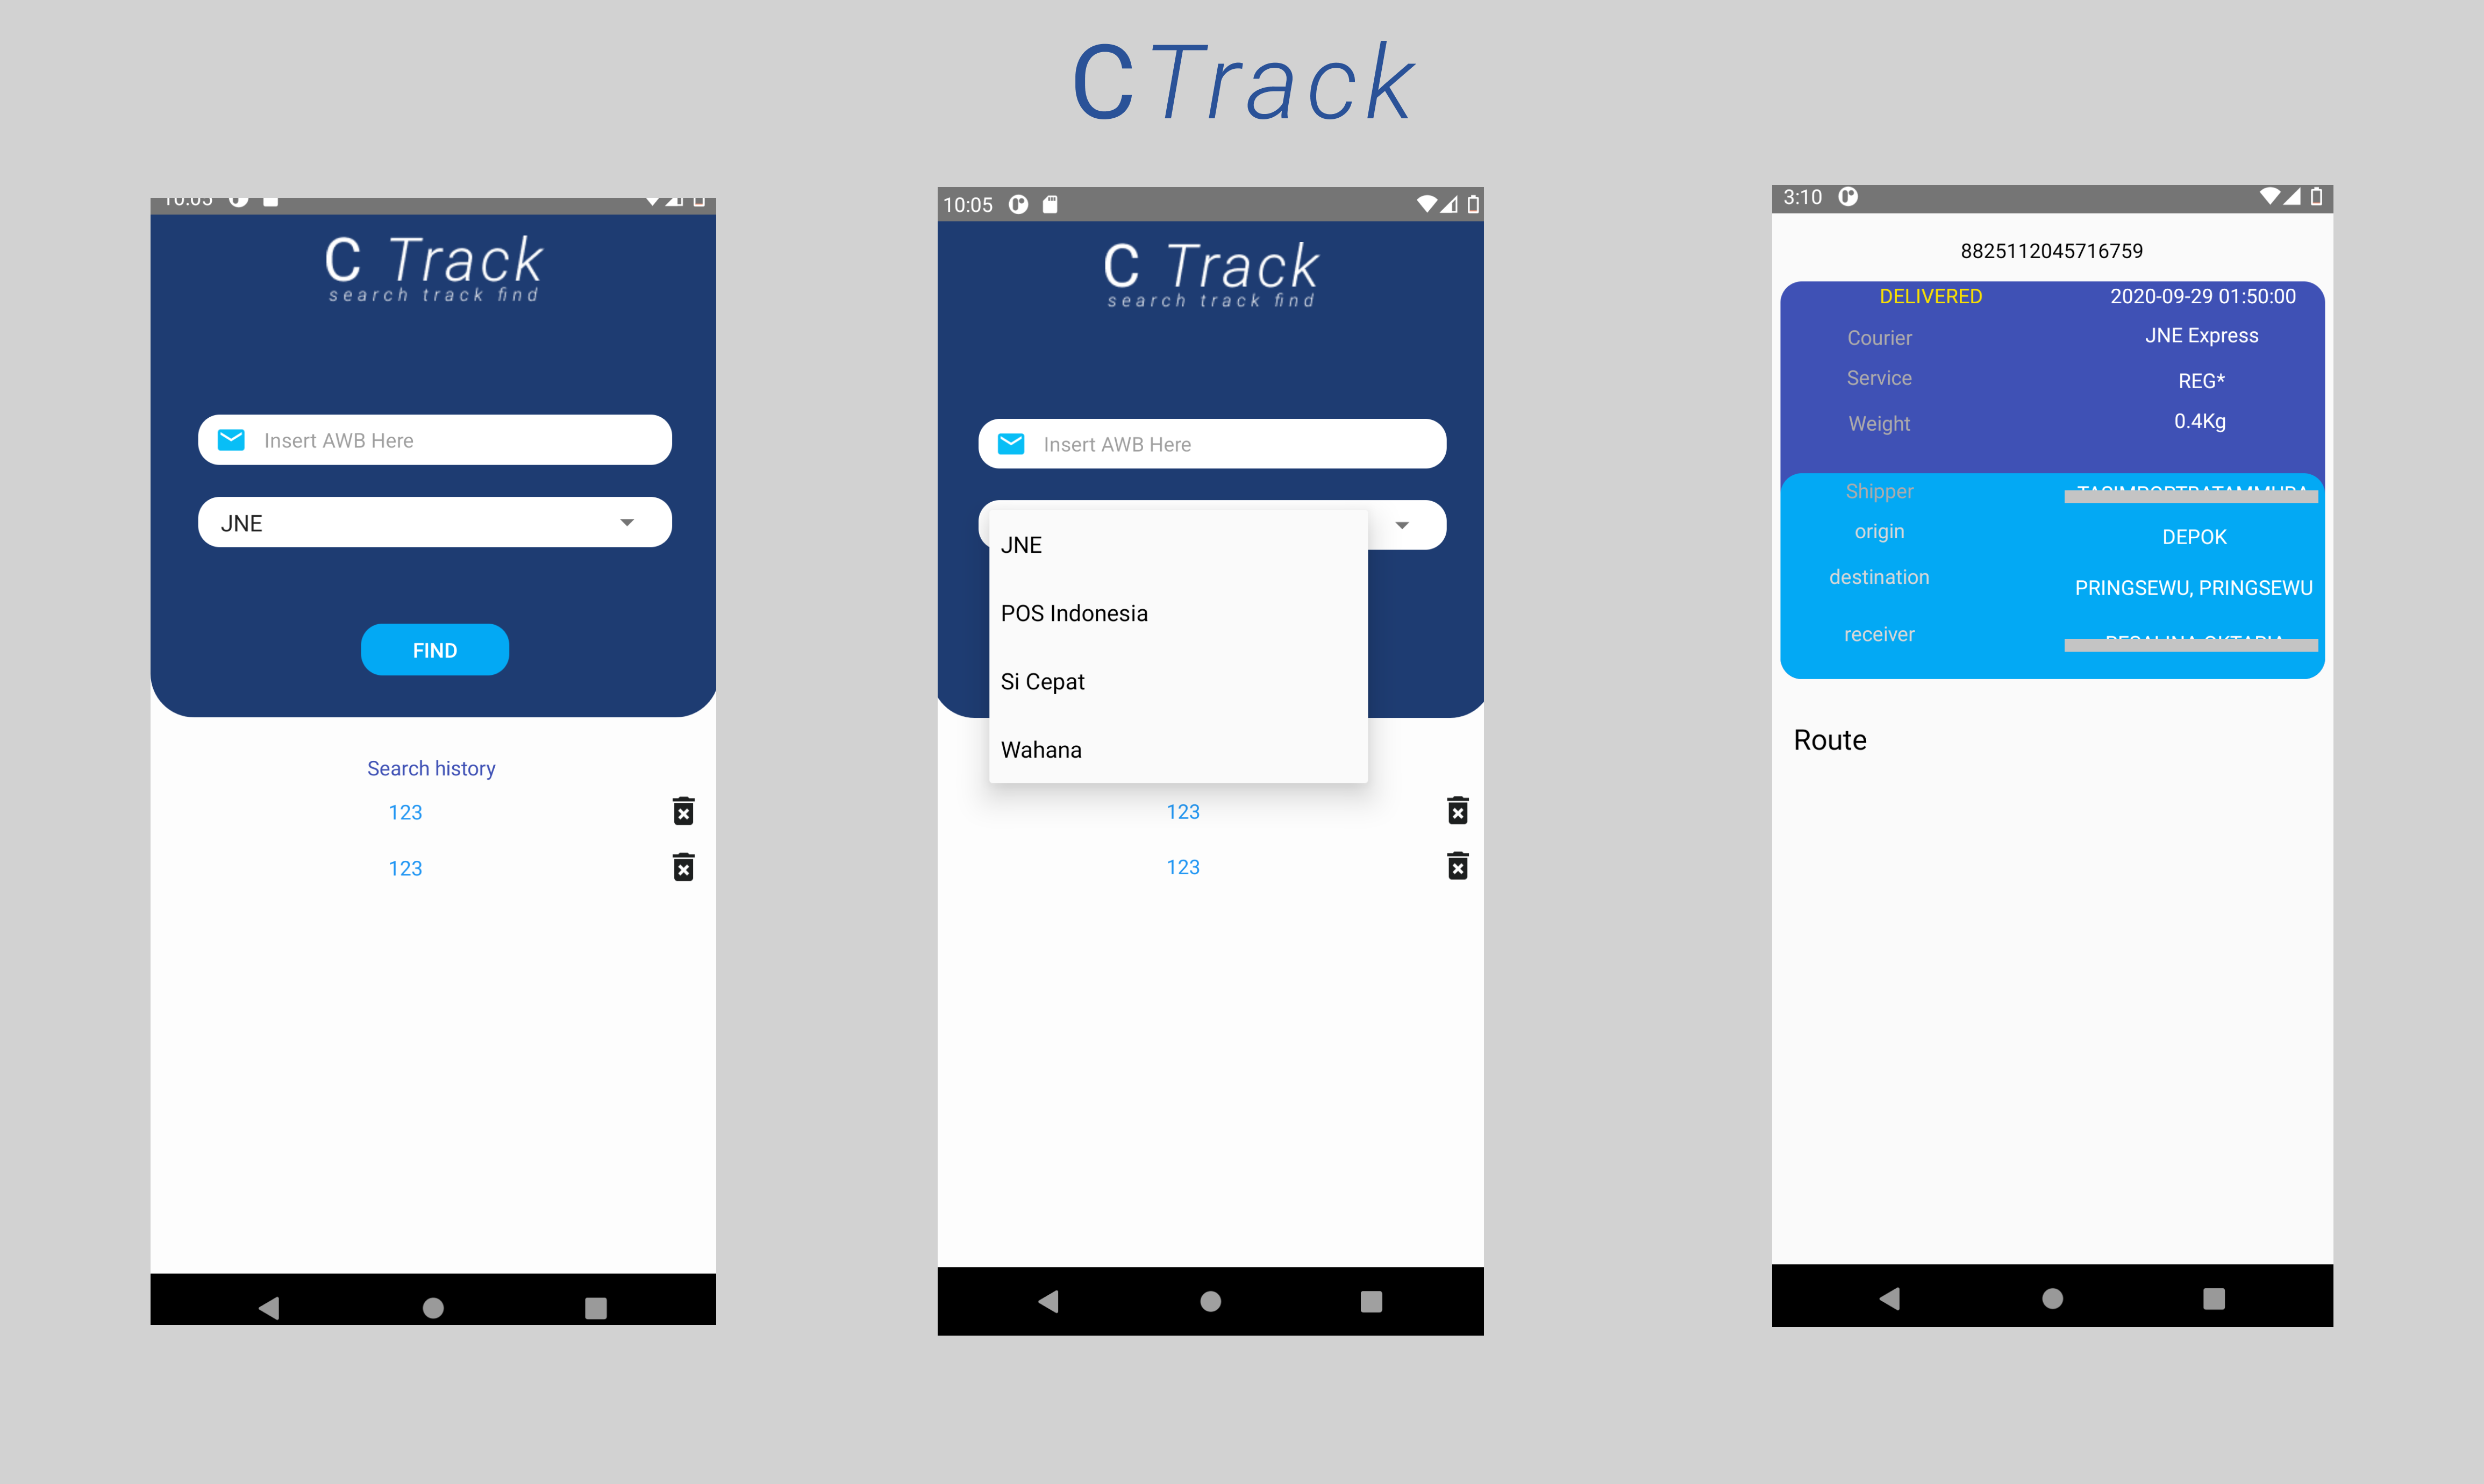 C Track
10:05
C Track
search track find
Insert AWB Here
JNE
FIND
Search history
123
123
10:05
C Track
search track find
Insert AWB Here
JNE
POS Indonesia
Si Cepat
Wahana
123
123
3:10
8825112045716759
DELIVERED 2020-09-29 01:50:00
Courier JNE Express
Service REG*
Weight 0.4Kg
Shipper
origin DEPOK
destination PRINGSEWU, PRINGSEWU
receiver
Route